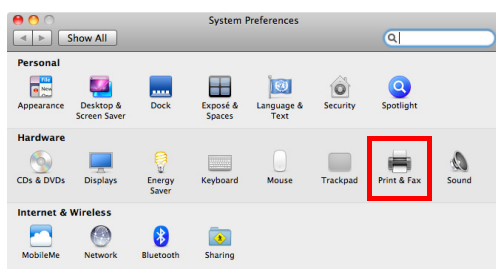 System Preferences
Show All
Personal
Appearance
Desktop &
Screen Saver
Dock
Exposé &
Spaces
Language &
Text
Security
Spotlight
Hardware
CDs & DVDs
Displays
Energy
Saver
Keyboard
Mouse
Trackpad
Print & Fax
Sound
Internet & Wireless
MobileMe
Network
Bluetooth
Sharing